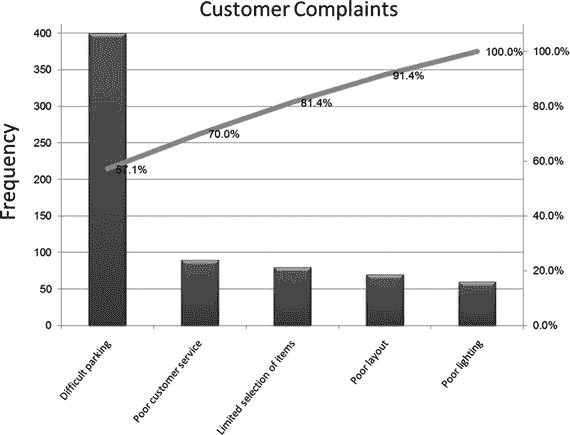 Customer Complaints
Frequency
400
350
300
250
200
150
100
50
0
100.0%
80.0%
60.0%
40.0%
20.0%
0.0%
57.1%
70.0%
81.4%
91.4%
100.0%
Difficult parking
Poor customer service
Limited selection of items
Poor layout
Poor lighting